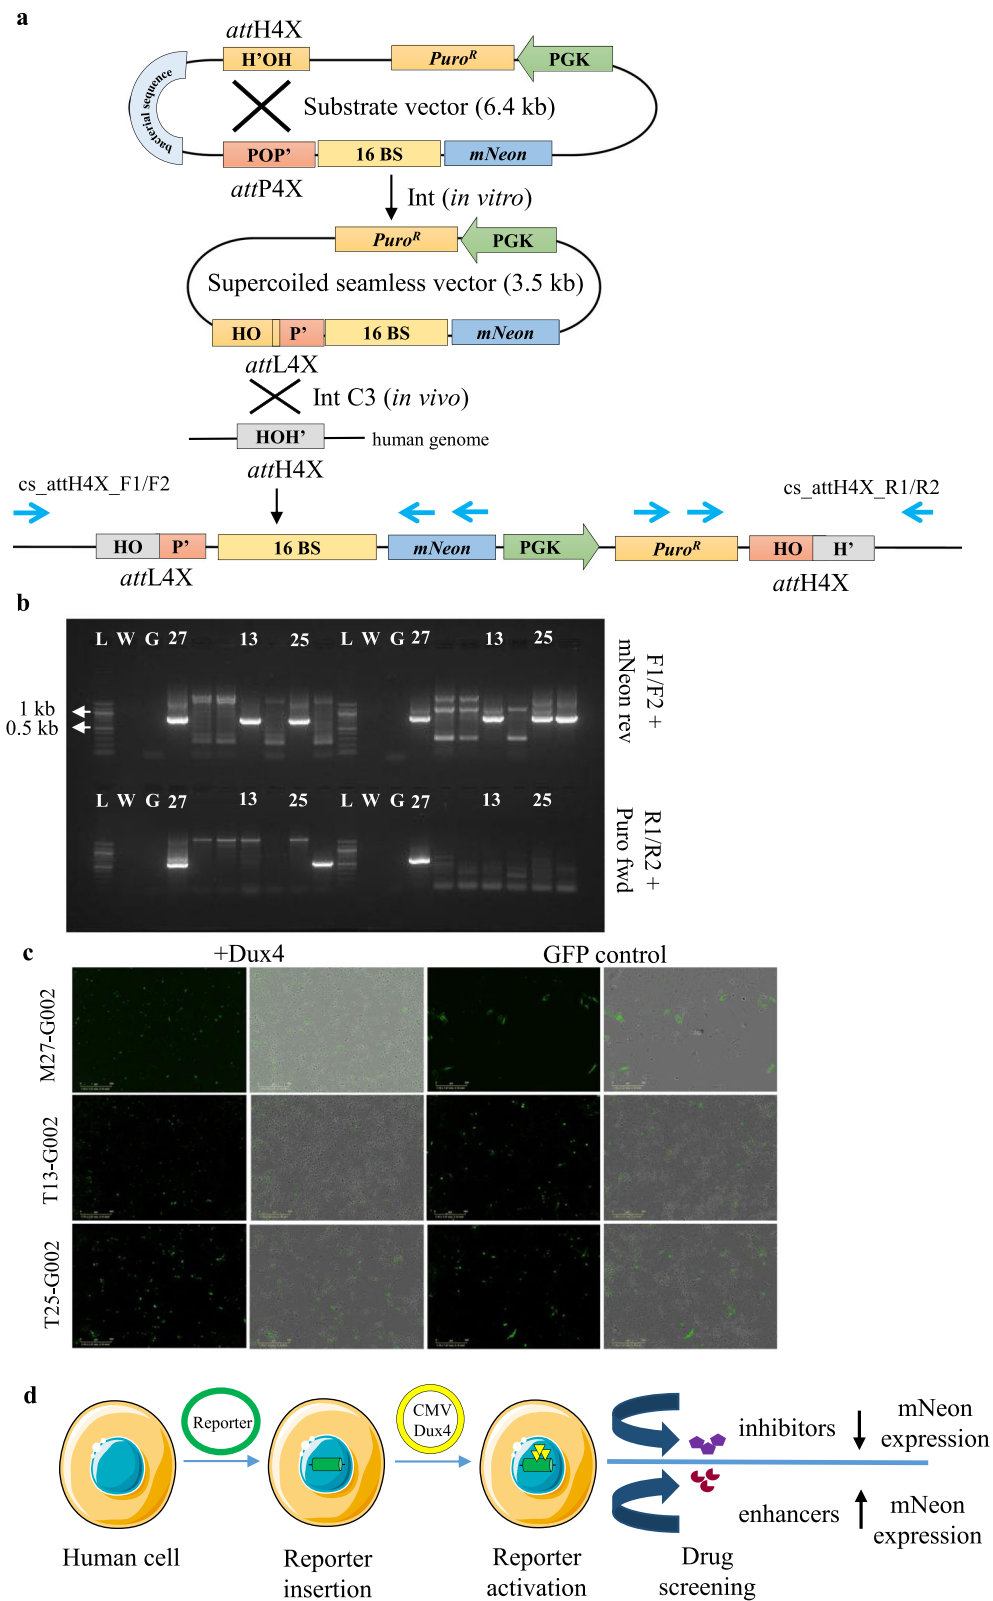 a
attH4X
H'OH
Puro^R
PGK
bacterial sequence
Substrate vector (6.4 kb)
POP'
16 BS
mNeon
attP4X
Int (in vitro)
Puro^R
PGK
Supercoiled seamless vector (3.5 kb)
HO
P'
16 BS
mNeon
attL4X
Int C3 (in vivo)
HOH'
human genome
attH4X
cs_attH4X_F1/F2
cs_attH4X_R1/R2
HO
P'
16 BS
mNeon
PGK
Puro^R
HO
H'
attL4X
attH4X
b
L W G 27 13 25 L W G 27 13 25
1 kb
0.5 kb
F1/F2 +
mNeon rev
L W G 27 13 25 L W G 27 13 25
R1/R2 +
Puro fwd
c
+Dux4
GFP control
M27-G002
T13-G002
T25-G002
d
Reporter
CMV
Dux4
inhibitors
mNeon
expression
enhancers
mNeon
expression
Human cell
Reporter
insertion
Reporter
activation
Drug
screening